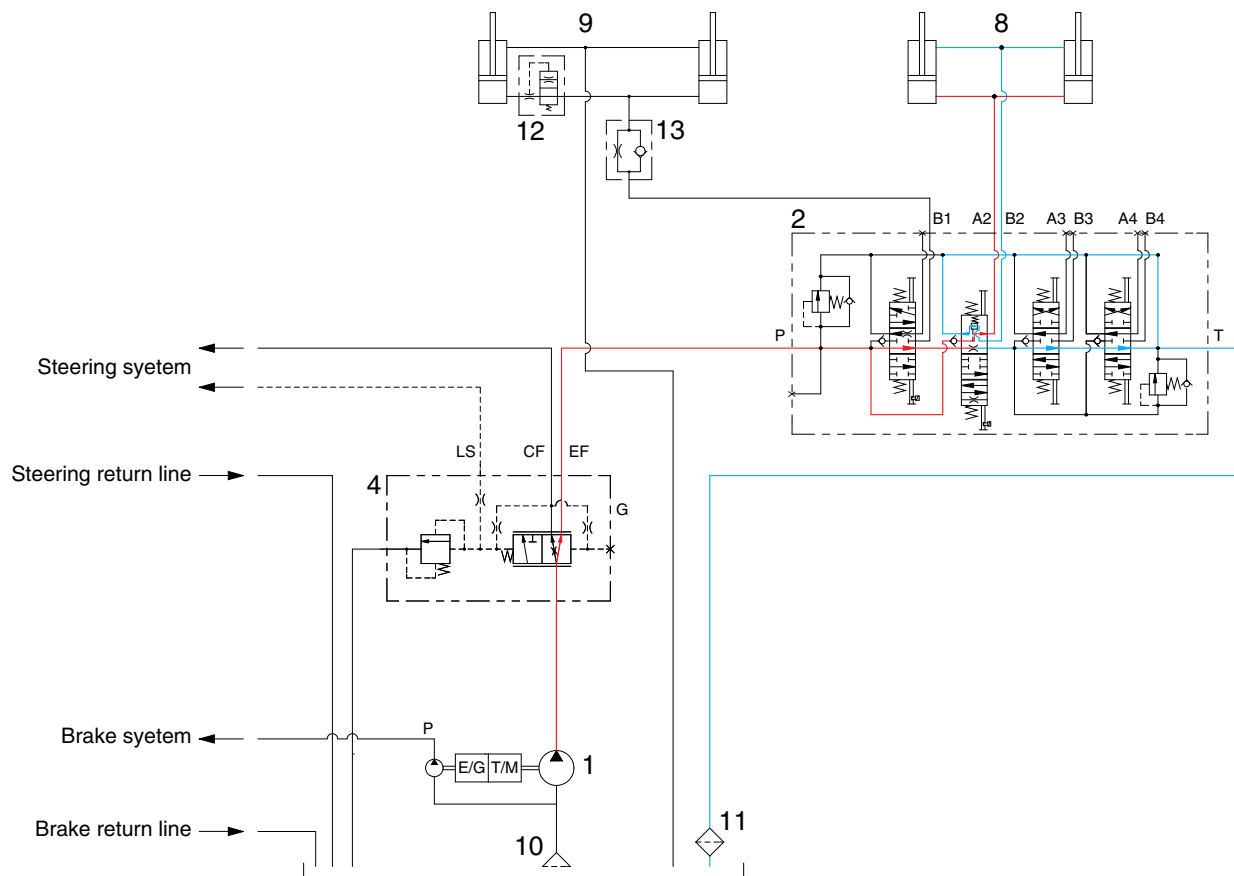 9
8
12
13
2
B1
A2
B2
A3
B3
A4
B4
P
T
Steering syetem
LS
CF
EF
Steering return line
4
G
P
Brake syetem
E/G
T/M
1
Brake return line
10
11